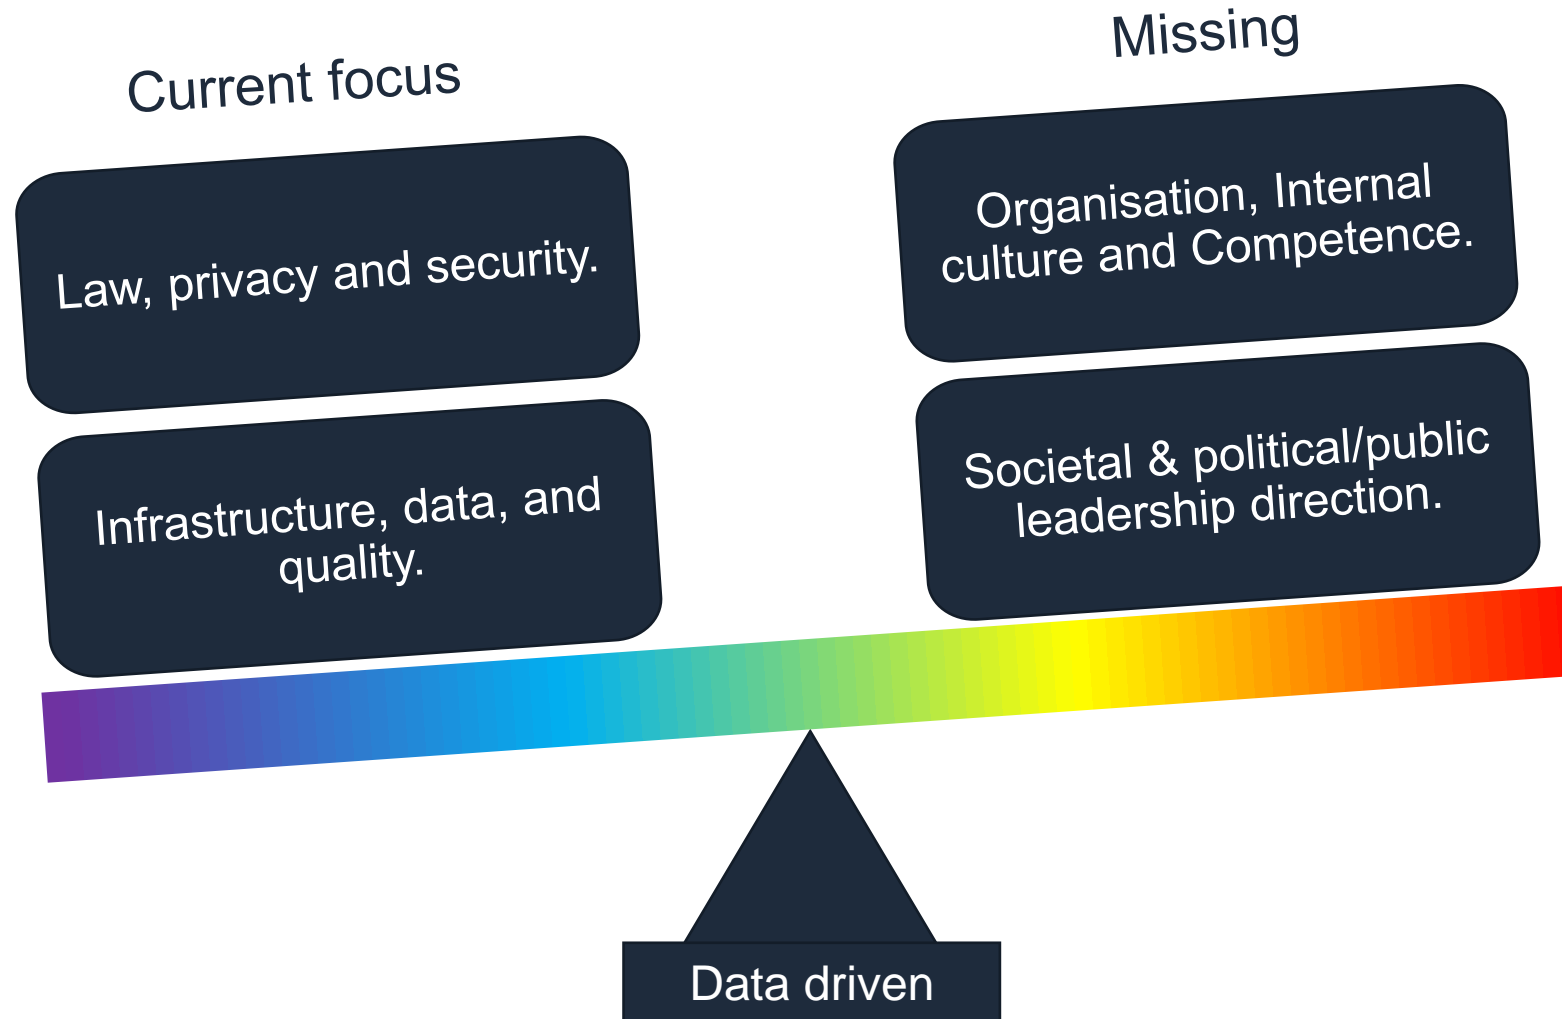 Current focus
Law, privacy and security.
Infrastructure, data, and
quality.
Missing
Organisation, Internal
culture and Competence.
Societal & political/public
leadership direction.
Data driven